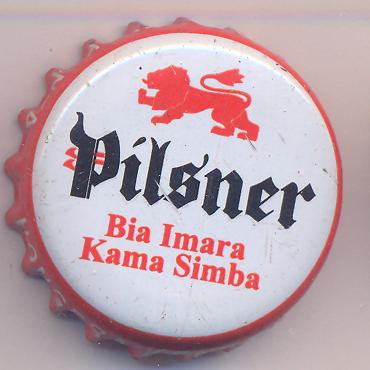 Pilsner
Bia Imara
Kama Simba